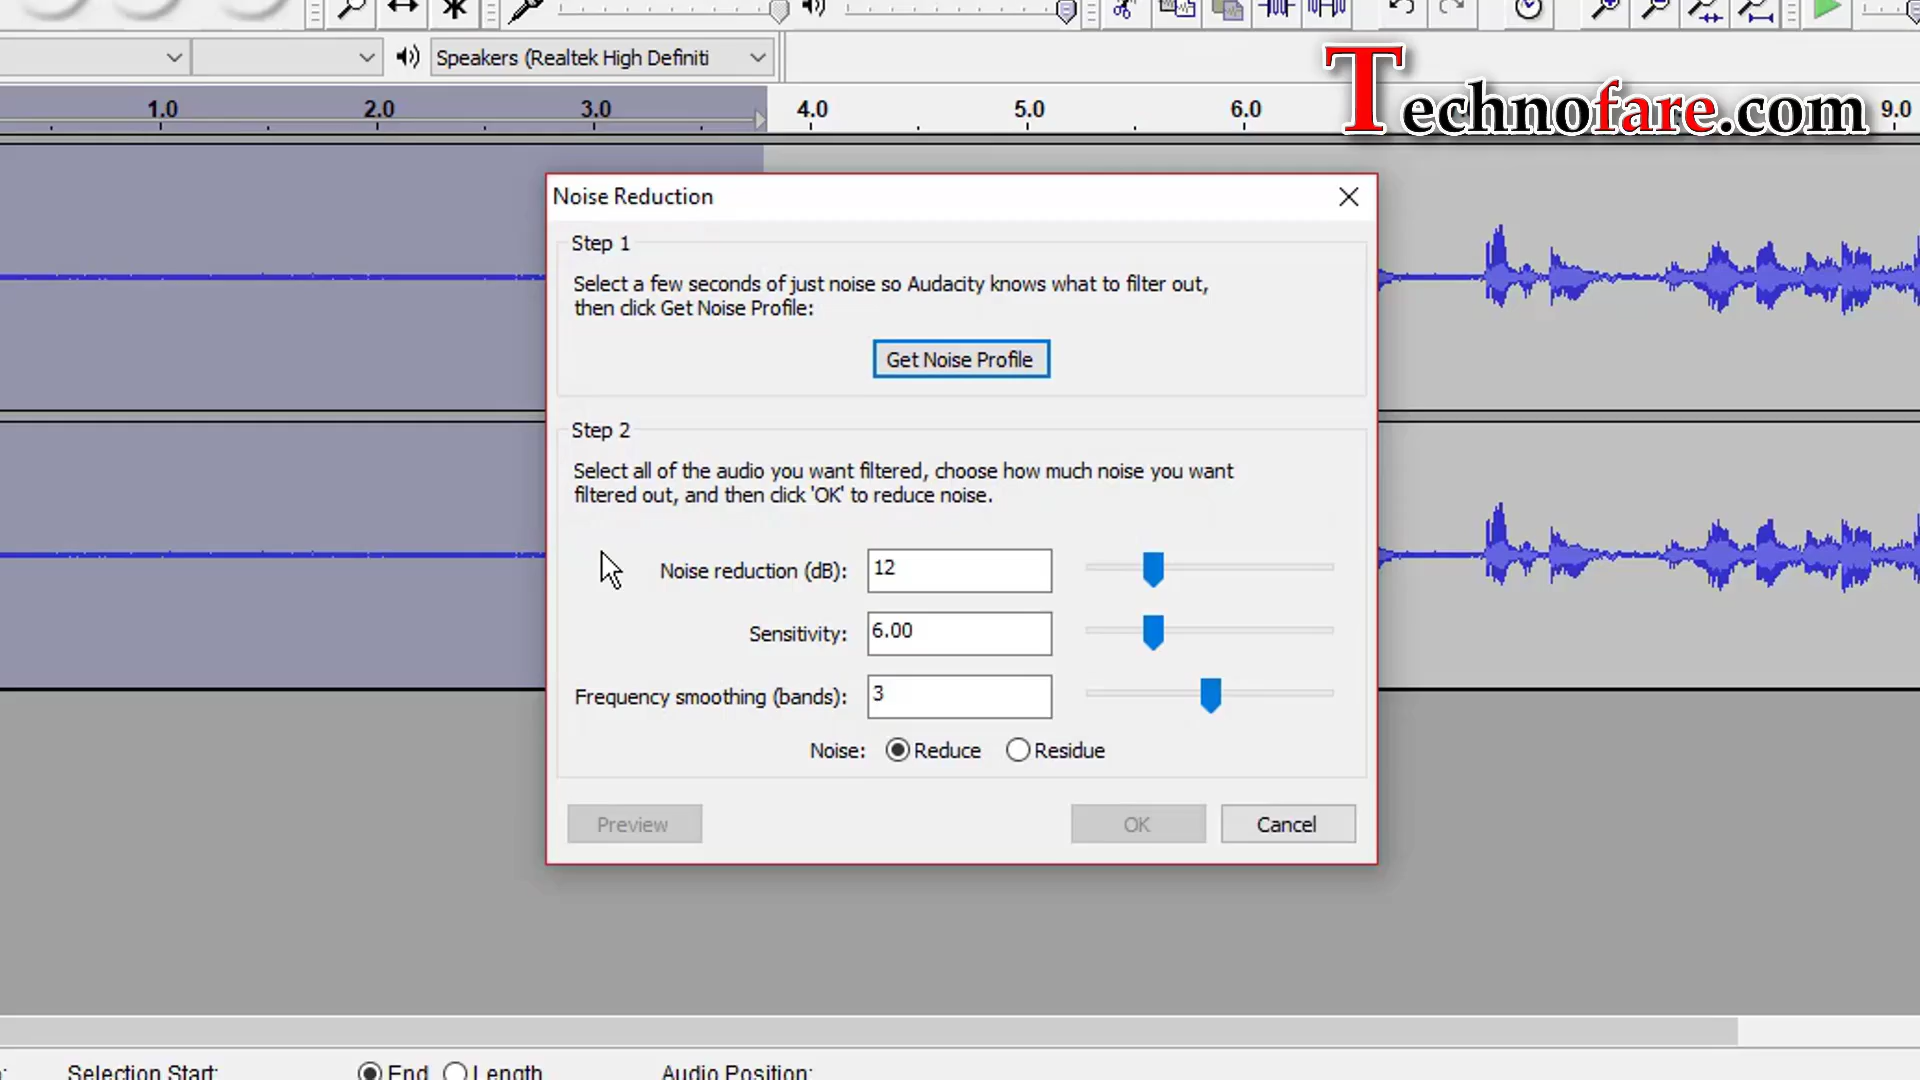 Speakers (Realtek High Definiti
1.0 2.0 3.0 4.0 5.0 6.0 9.0
Technofare.com
Noise Reduction
Step 1
Select a few seconds of just noise so Audacity knows what to filter out,
then click Get Noise Profile:
Get Noise Profile
Step 2
Select all of the audio you want filtered, choose how much noise you want
filtered out, and then click 'OK' to reduce noise.
Noise reduction (dB): 12
Sensitivity: 6.00
Frequency smoothing (bands): 3
Noise: Reduce Residue
Preview OK Cancel
Selection Start: End Length Audio Position: